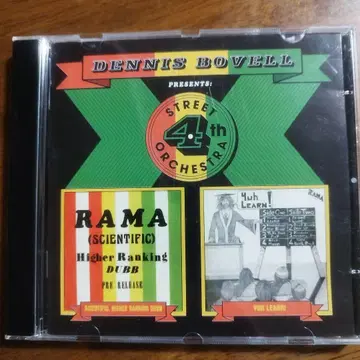 DENNIS BOVELL
PRESENTS:
STREET
4th
ORCHESTRA
RAMA
(SCIENTIFIC)
Higher Ranking
DUBB
PRE RELEASE
SCIENTIFIC HIGHER RANKING DUBB
Yuh
LEARN!
RAMA
YUH LEARN!